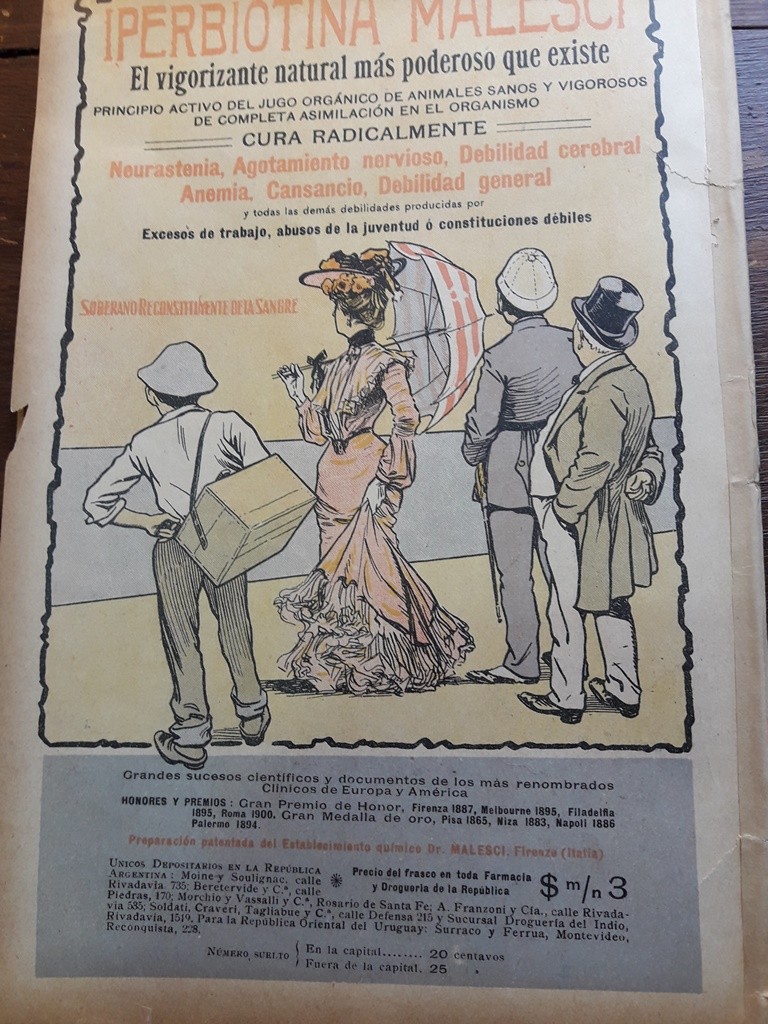 IPERBIOTINA MALESCI
El vigorizante natural más poderoso que existe
PRINCIPIO ACTIVO DEL JUGO ORGÁNICO DE ANIMALES SANOS Y VIGOROSOS
DE COMPLETA ASIMILACIÓN EN EL ORGANISMO
CURA RADICALMENTE
Neurastenia, Agotamiento nervioso, Debilidad cerebral
Anemia, Cansancio, Debilidad general
y todas las demás debilidades producidas por
Excesos de trabajo, abusos de la juventud ó constituciones débiles
SOBERANO RECONSTITUYENTE DE LA SANGRE
Grandes sucesos científicos y documentos de los más renombrados
Clínicos de Europa y América
HONORES Y PREMIOS: Gran Premio de Honor, Firenze 1887, Melbourne 1895, Filadelfia
1895, Roma 1900. Gran Medalla de oro, Pisa 1865, Niza 1883, Napoli 1886
Palermo 1894.
Preparación patentada del Establecimiento químico Dr. MALESCI, Firenze (Italia)
UNICOS DEPOSITARIOS EN LA REPÚBLICA
ARGENTINA: Moine y Soulignac, calle
Rivadavia 735; Beretervide y C.ª, calle
Piedras, 170; Morchio y Vassalli y C.ª, Rosario de Santa Fe; A. Franzoni y Cía., calle Rivada-
via 535; Soldati, Craveri, Tagliabue y C.ª, calle Defensa 215 y Sucursal Droguería del Indio,
Rivadavia, 1519. Para la República Oriental del Uruguay: Surraco y Ferrua, Montevideo,
Reconquista, 228.
Precio del frasco en toda Farmacia
y Droguería de la República
$ m/n 3
NÚMERO SUELTO
En la capital........ 20 centavos
Fuera de la capital. 25